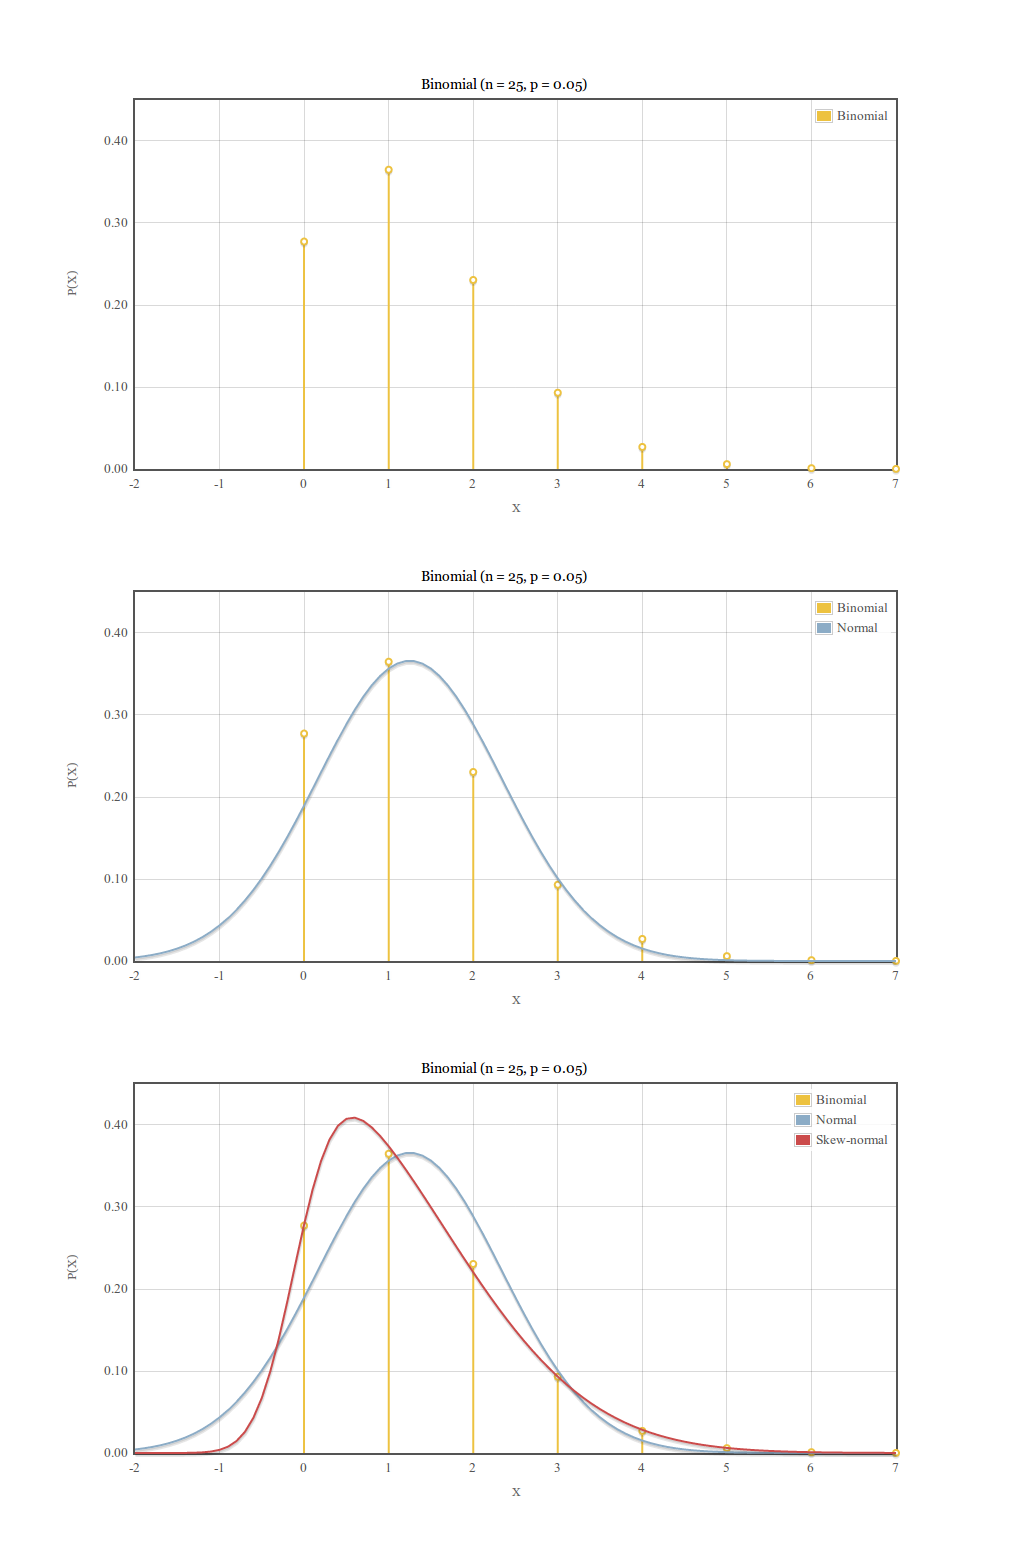 Binomial (n = 25, p = 0.05)
Binomial
0.40
0.30
P(X)
0.20
0.10
0.00
-2 -1 0 1 2 3 4 5 6 7
X
Binomial (n = 25, p = 0.05)
Binomial
Normal
0.40
0.30
P(X)
0.20
0.10
0.00
-2 -1 0 1 2 3 4 5 6 7
X
Binomial (n = 25, p = 0.05)
Binomial
Normal
Skew-normal
0.40
0.30
P(X)
0.20
0.10
0.00
-2 -1 0 1 2 3 4 5 6 7
X